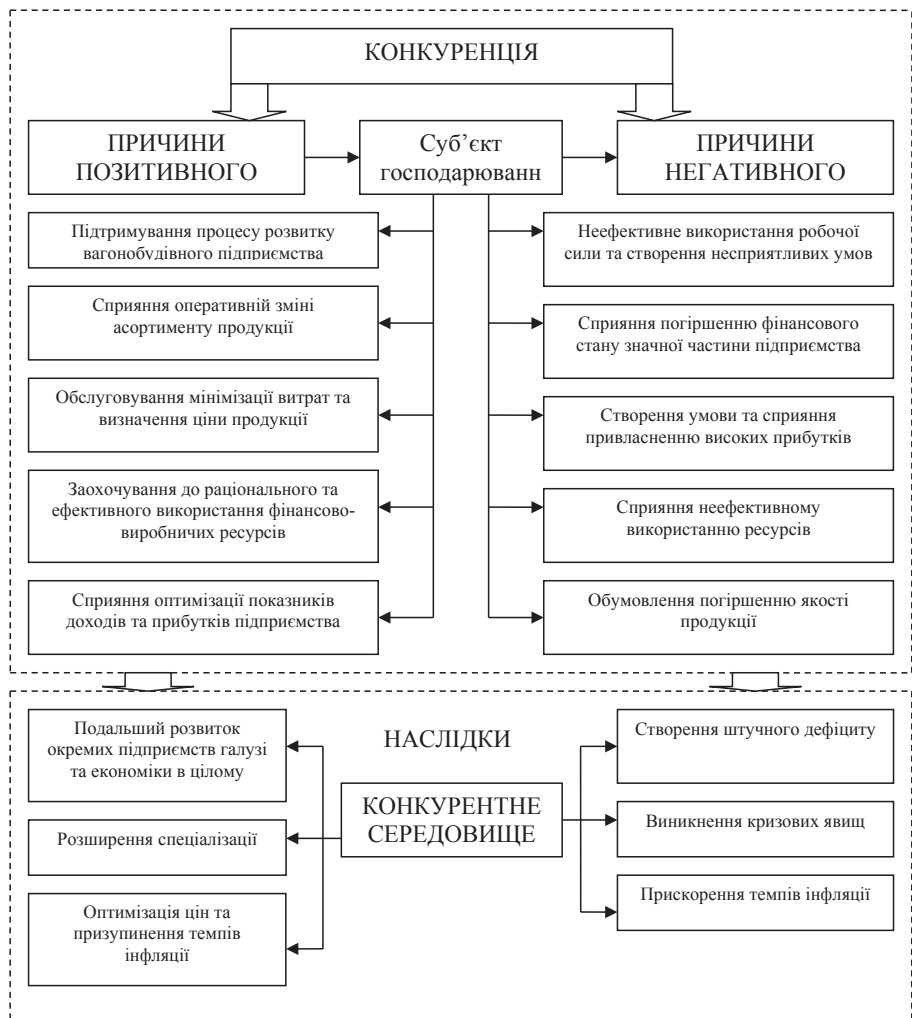 КОНКУРЕНЦІЯ
ПРИЧИНИ
ПОЗИТИВНОГО
Суб’єкт
господарюванн
ПРИЧИНИ
НЕГАТИВНОГО
Підтримування процесу розвитку
вагонобудівного підприємства
Сприяння оперативній зміні
асортименту продукції
Обслуговування мінімізації витрат та
визначення ціни продукції
Заохочування до раціонального та
ефективного використання фінансово-
виробничих ресурсів
Сприяння оптимізації показників
доходів та прибутків підприємства
Неефективне використання робочої
сили та створення несприятливих умов
Сприяння погіршенню фінансового
стану значної частини підприємства
Створення умови та сприяння
привласненню високих прибутків
Сприяння неефективному
використанню ресурсів
Обумовлення погіршенню якості
продукції
НАСЛІДКИ
Подальший розвиток
окремих підприємств галузі
та економіки в цілому
Розширення спеціалізації
Оптимізація цін та
призупинення темпів
інфляції
КОНКУРЕНТНЕ
СЕРЕДОВИЩЕ
Створення штучного дефіциту
Виникнення кризових явищ
Прискорення темпів інфляції